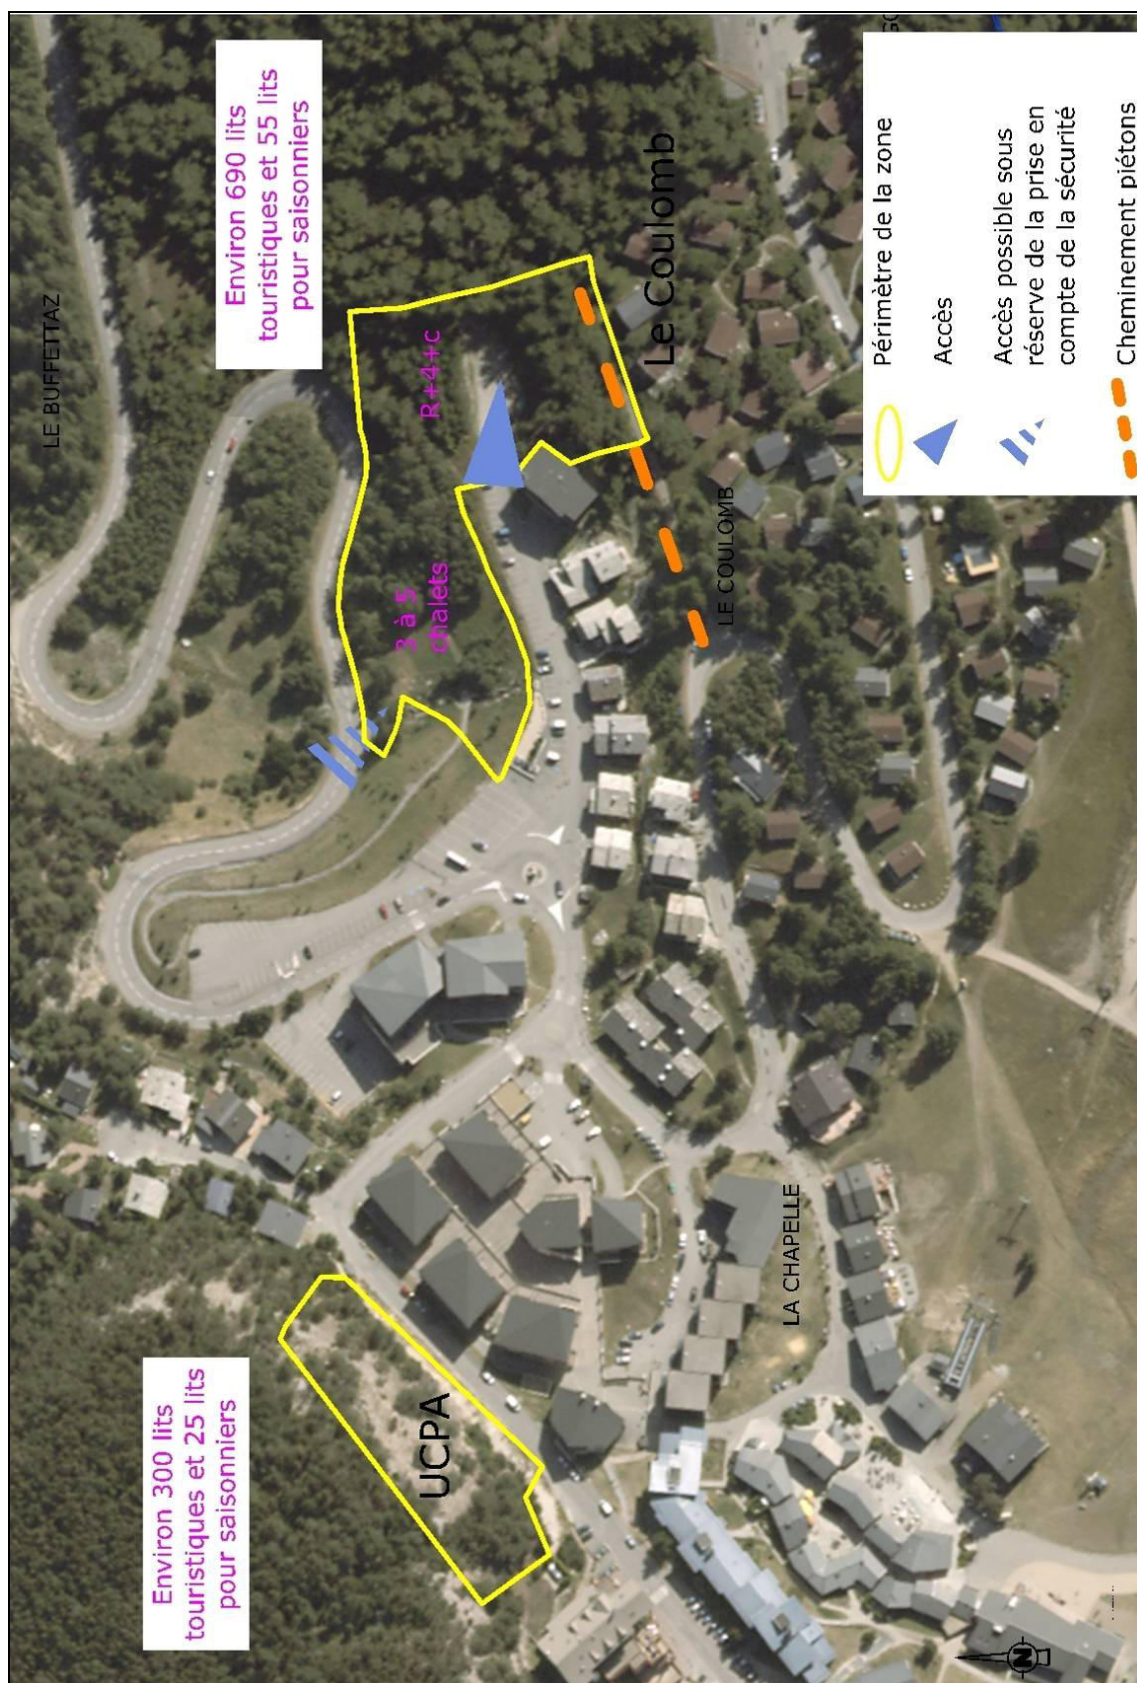 Environ 300 lits
touristiques et 25 lits
pour saisonniers
UCPA
LA CHAPELLE
LE BUFFETTAZ
Environ 690 lits
touristiques et 55 lits
pour saisonniers
3 à 5
chalets
R+4+c
Le Coulomb
LE COULOMB
Périmètre de la zone
Accès
Accès possible sous
réserve de la prise en
compte de la sécurité
Cheminement piétons
N